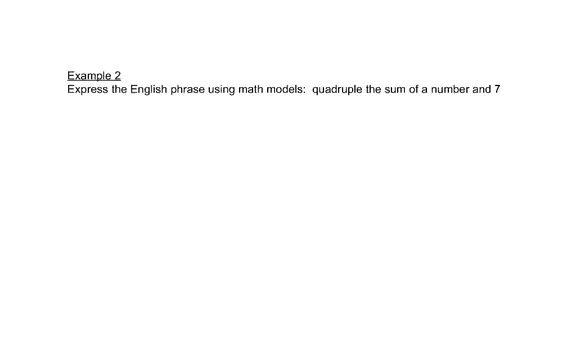 Example 2
Express the English phrase using math models:  quadruple the sum of a number and 7